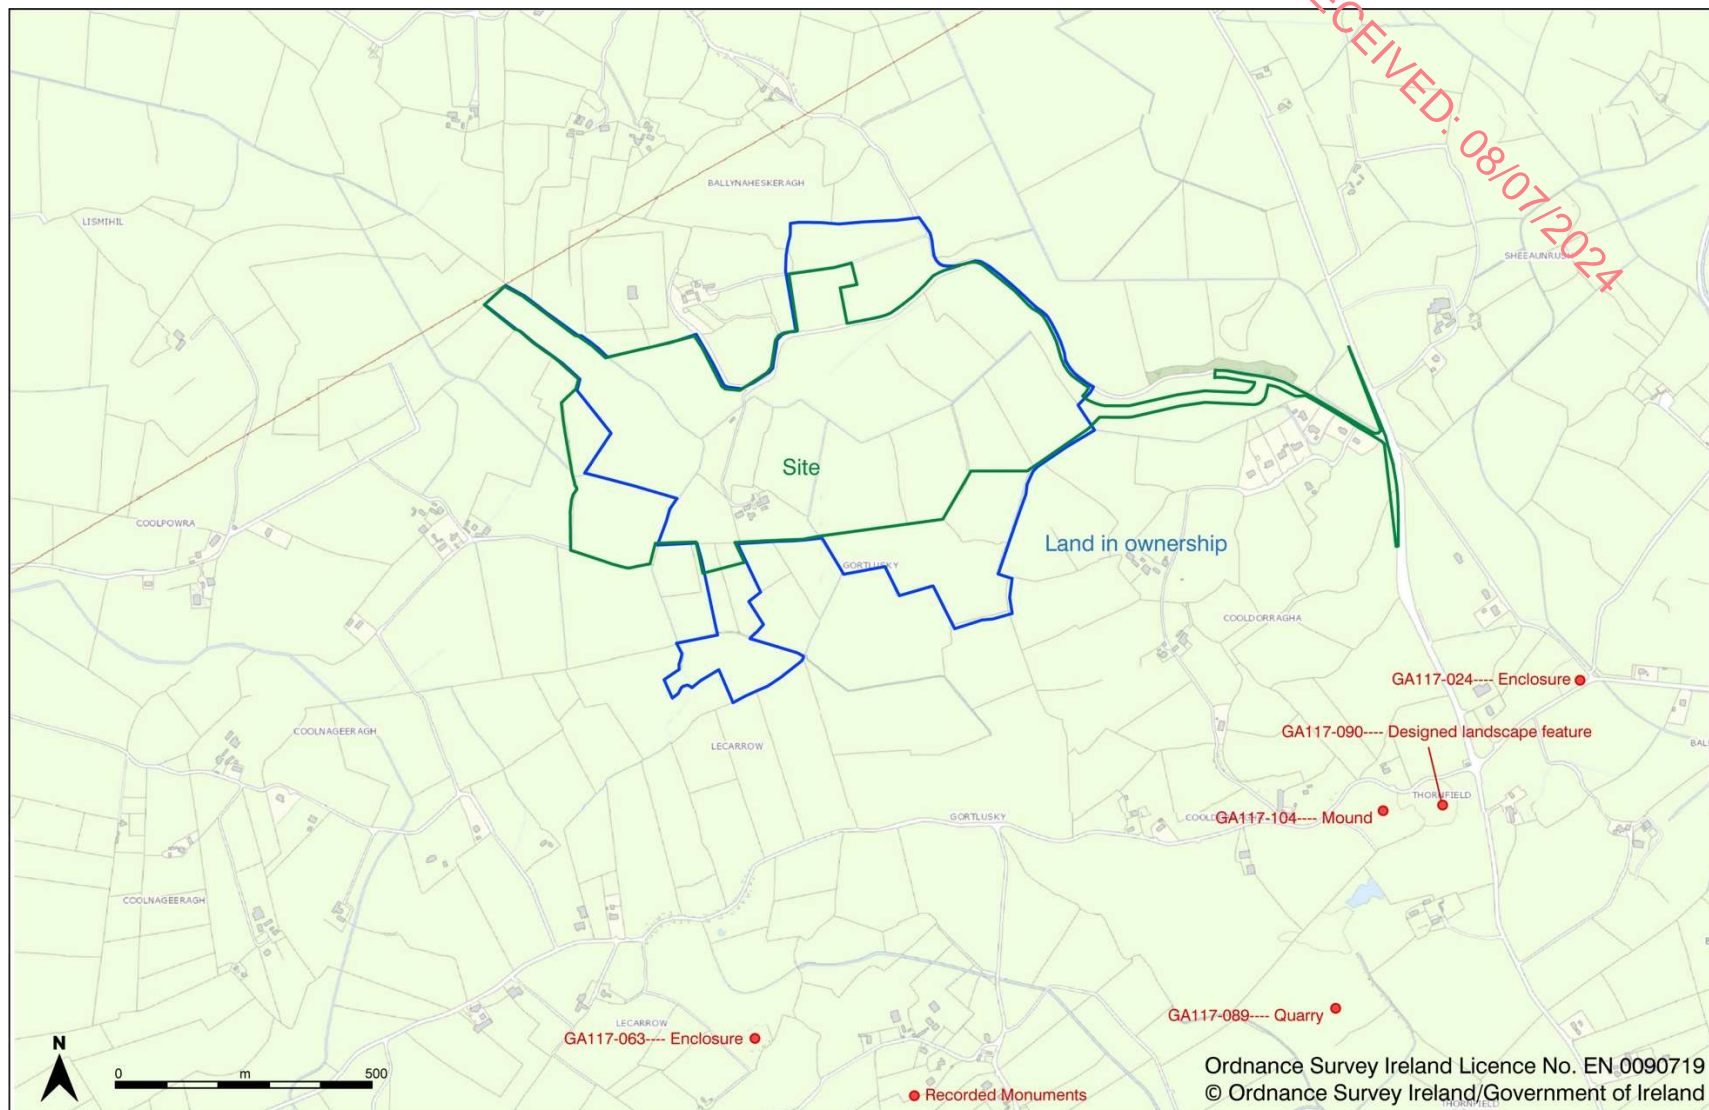 RECEIVED: 08/07/2024
BALLYNAHESKERAGH
LISMIHIL
SHEEAUNRUSH
Site
COOLPOWRA
Land in ownership
GORTLUSKY
COOLDORRAGHA
GA117-024---- Enclosure
GA117-090---- Designed landscape feature
COOLNAGEERAGH
LECARROW
THORNFIELD
GORTLUSKY
GA117-104---- Mound
COOLNAGEERAGH
GA117-089---- Quarry
LECARROW
GA117-063---- Enclosure
N
0 m 500
Ordnance Survey Ireland Licence No. EN 0090719
Recorded Monuments
© Ordnance Survey Ireland/Government of Ireland
THORNFIELD